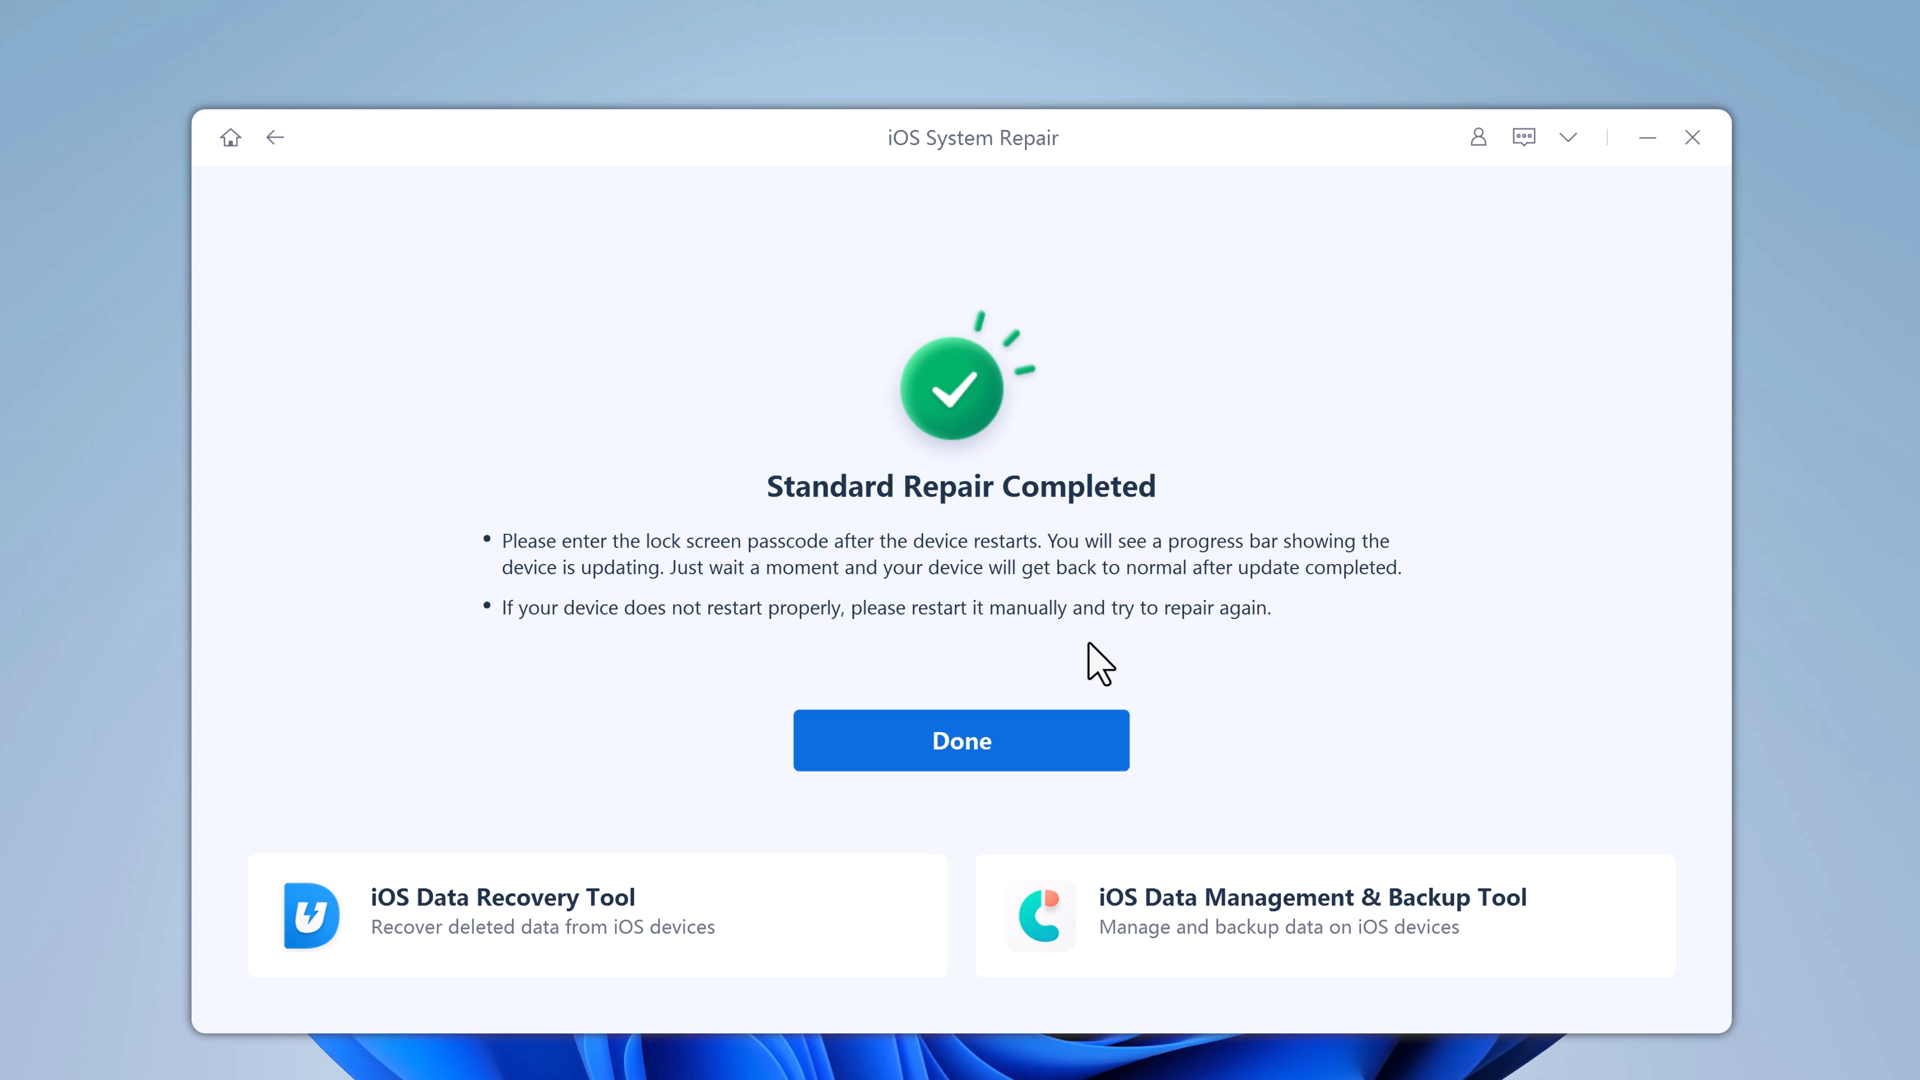 iOS System Repair
Standard Repair Completed
• Please enter the lock screen passcode after the device restarts. You will see a progress bar showing the
device is updating. Just wait a moment and your device will get back to normal after update completed.
• If your device does not restart properly, please restart it manually and try to repair again.
Done
iOS Data Recovery Tool
Recover deleted data from iOS devices
iOS Data Management & Backup Tool
Manage and backup data on iOS devices